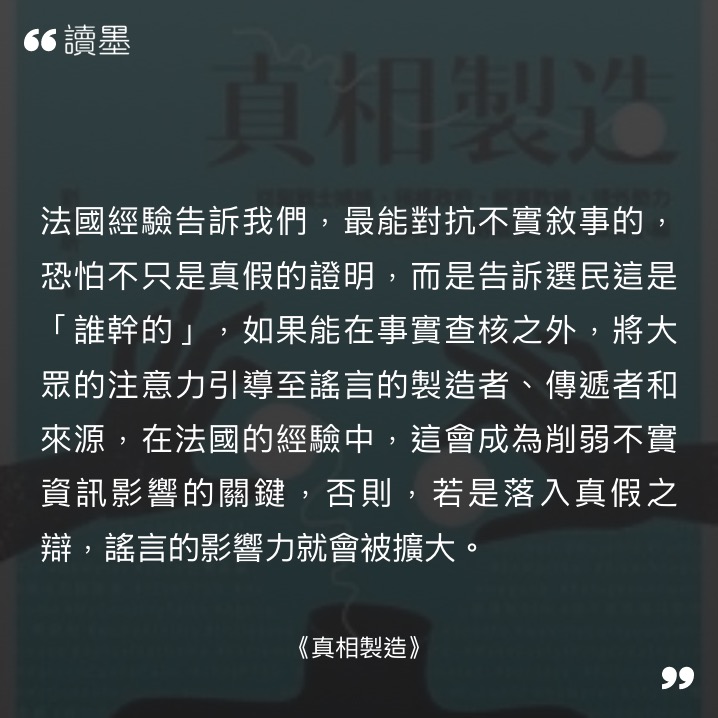 讀墨
真相製造
法國經驗告訴我們，最能對抗不實敘事的，
恐怕不只是真假的證明，而是告訴選民這是
「誰幹的」，如果能在事實查核之外，將大
眾的注意力引導至謠言的製造者、傳遞者和
來源，在法國的經驗中，這會成為削弱不實
資訊影響的關鍵，否則，若是落入真假之
辯，謠言的影響力就會被擴大。
《真相製造》